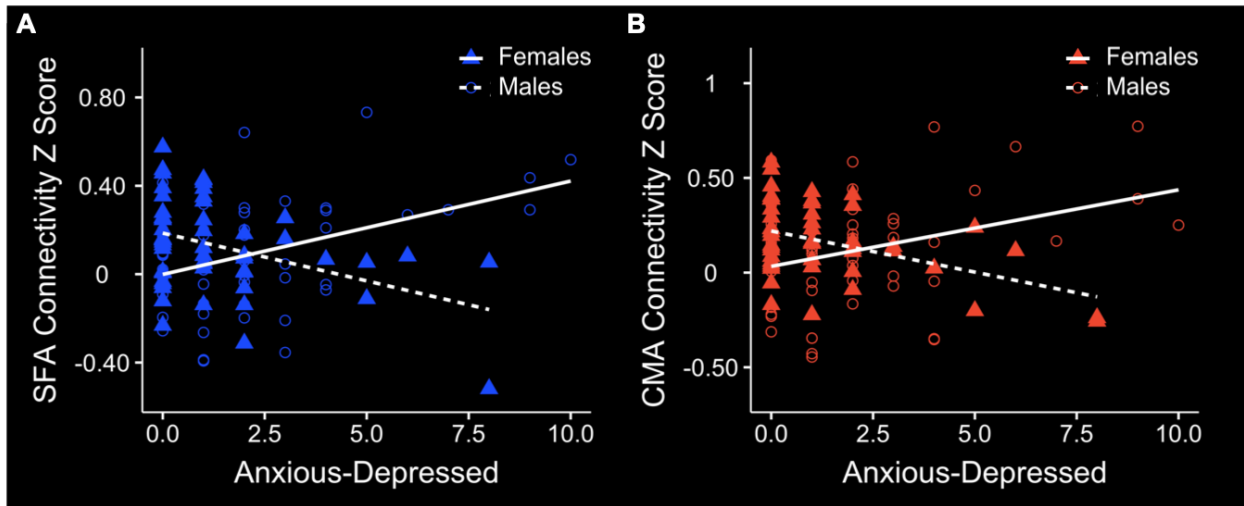 A
SFA Connectivity Z Score
0.80
0.40
0
-0.40
0.0 2.5 5.0 7.5 10.0
Anxious-Depressed
Females
Males
B
CMA Connectivity Z Score
1
0.50
0
-0.50
0.0 2.5 5.0 7.5 10.0
Anxious-Depressed
Females
Males